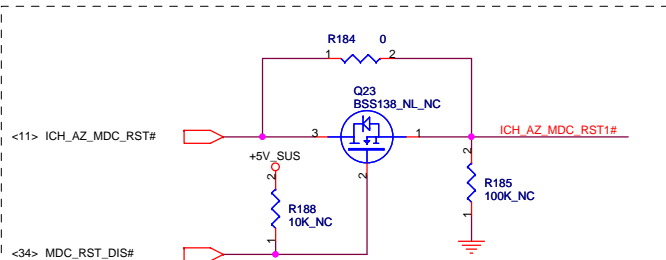 R184 0
1 2
Q23
BSS138_NL_NC
<11> ICH_AZ_MDC_RST#
3 1
ICH_AZ_MDC_RST1#
+5V_SUS
2
2
2
R185
100K_NC
R188
10K_NC
1
1
<34> MDC_RST_DIS#